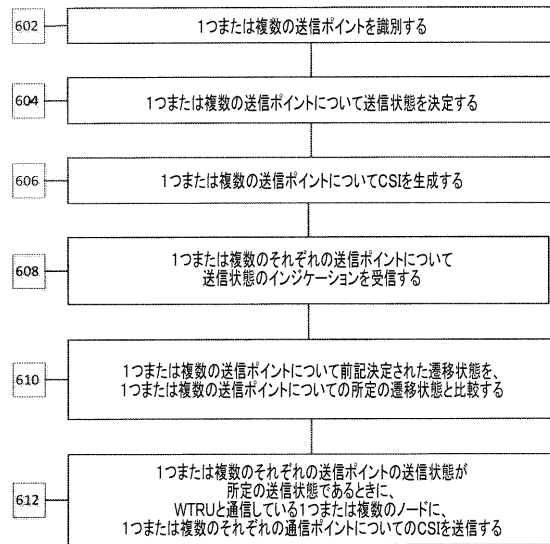 602
1つまたは複数の送信ポイントを識別する
604
1つまたは複数の送信ポイントについて送信状態を決定する
606
1つまたは複数の送信ポイントについてCSIを生成する
608
1つまたは複数のそれぞれの送信ポイントについて
送信状態のインジケーションを受信する
610
1つまたは複数の送信ポイントについて前記決定された遷移状態を、
1つまたは複数の送信ポイントについての所定の遷移状態と比較する
612
1つまたは複数のそれぞれの送信ポイントの送信状態が
所定の送信状態であるときに、
WTRUと通信している1つまたは複数のノードに、
1つまたは複数のそれぞれの通信ポイントについてのCSIを送信する